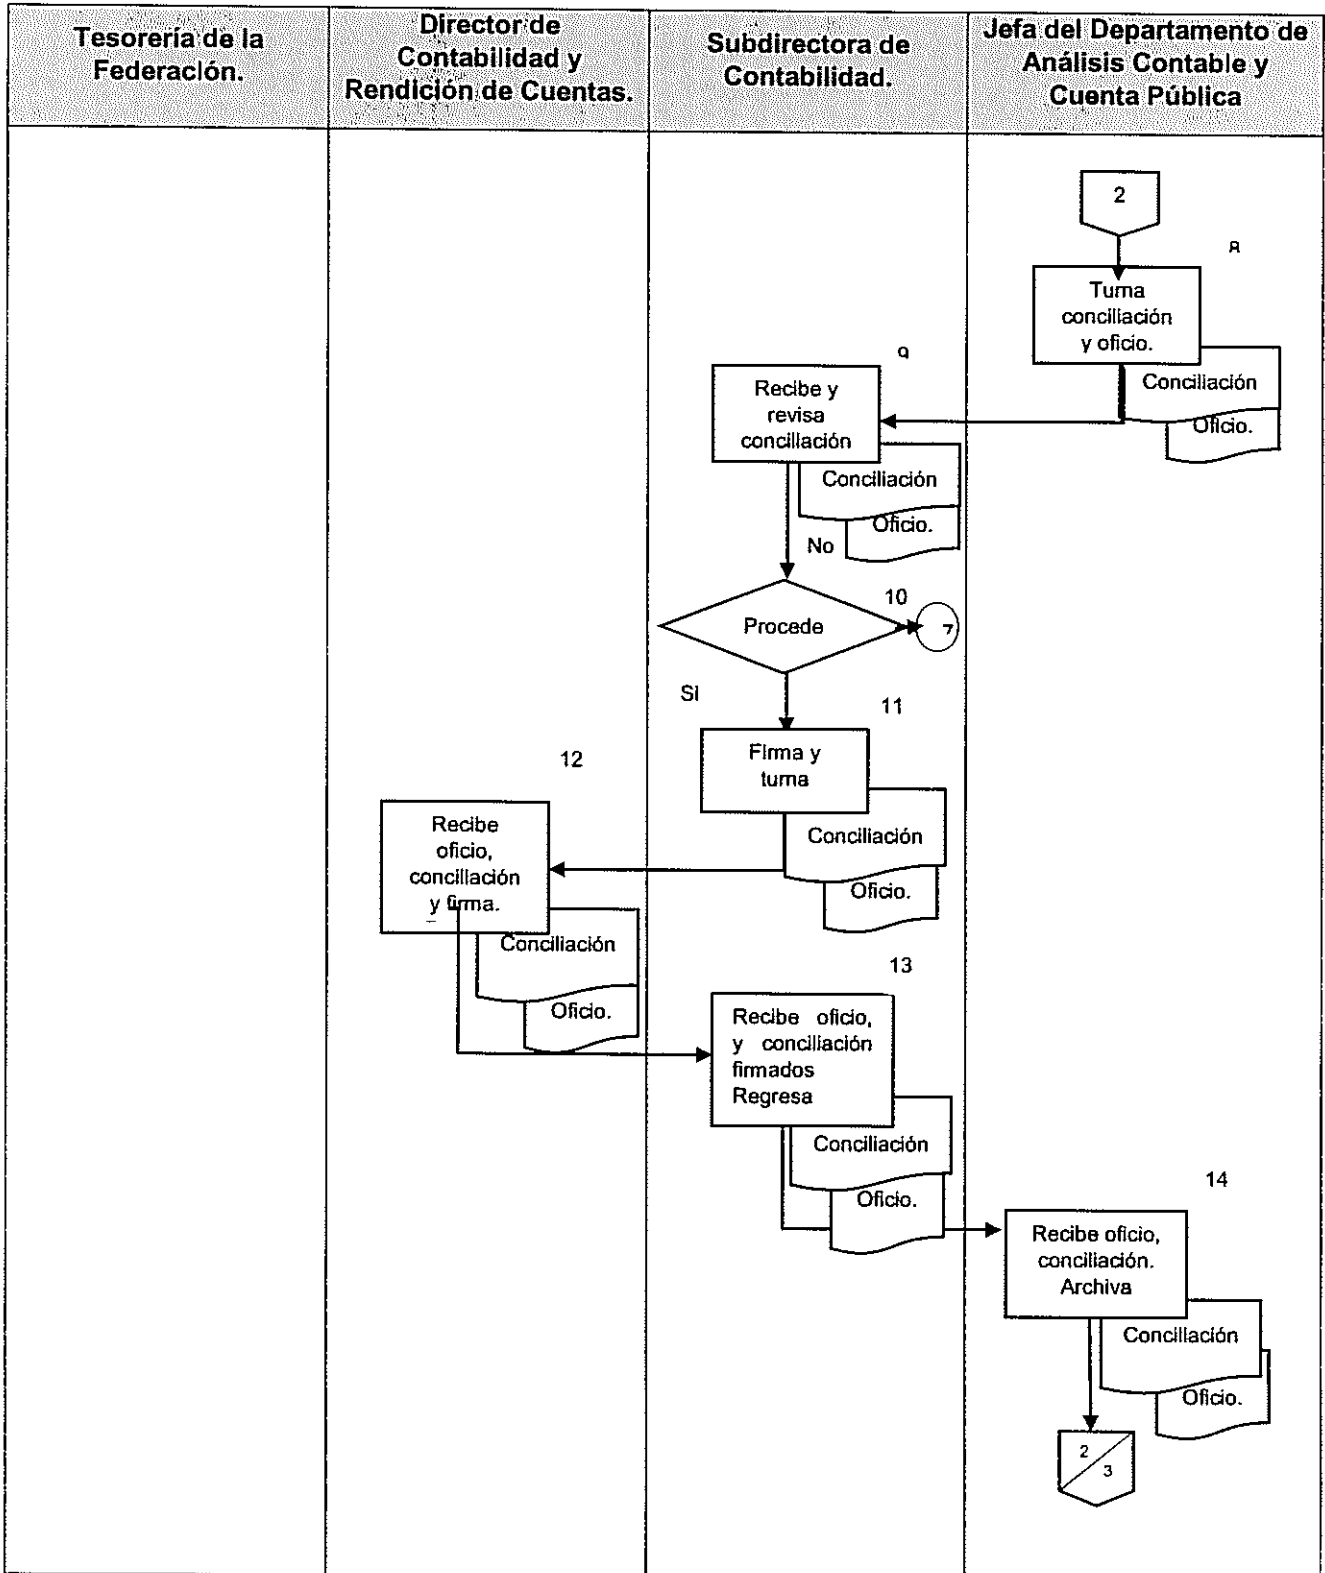 Tesorería de la
Federación.
Director de
Contabilidad y
Rendición de Cuentas.
Subdirectora de
Contabilidad.
Jefa del Departamento de
Análisis Contable y
Cuenta Pública
2
8
Turna
conciliación
y oficio.
Conciliación
Oficio.
9
Recibe y
revisa
conciliación
Conciliación
Oficio.
No
10
Procede
7
Si
11
Firma y
turna
Conciliación
Oficio.
12
Recibe
oficio,
conciliación
y firma.
Conciliación
Oficio.
13
Recibe oficio,
y conciliación
firmados
Regresa
Conciliación
Oficio.
14
Recibe oficio,
conciliación.
Archiva
Conciliación
Oficio.
2
3